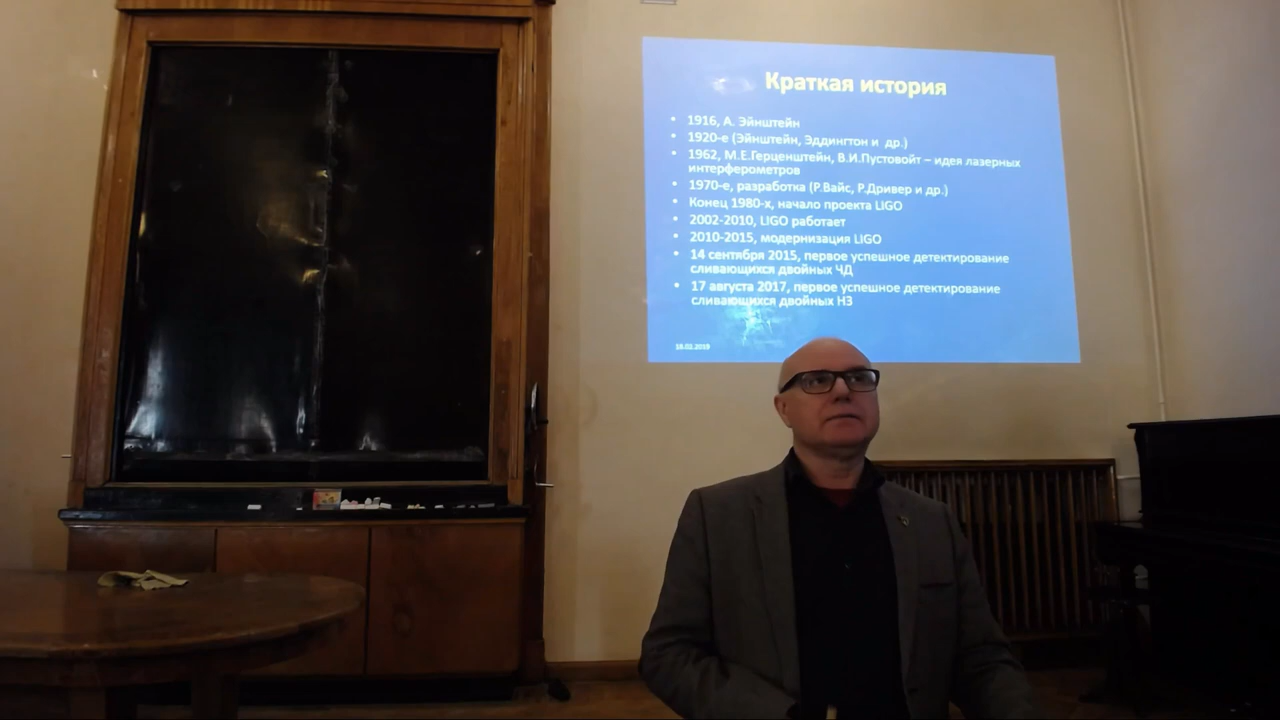 Краткая история
• 1916, А. Эйнштейн
• 1920-е (Эйнштейн, Эддингтон и др.)
• 1962, М.Е.Герценштейн, В.И.Пустовойт – идея лазерных
интерферометров
• 1970-е, разработка (Р.Вайс, Р.Дривер и др.)
• Конец 1980-х, начало проекта LIGO
• 2002-2010, LIGO работает
• 2010-2015, модернизация LIGO
• 14 сентября 2015, первое успешное детектирование
сливающихся двойных ЧД
• 17 августа 2017, первое успешное детектирование
сливающихся двойных НЗ
18.02.2019